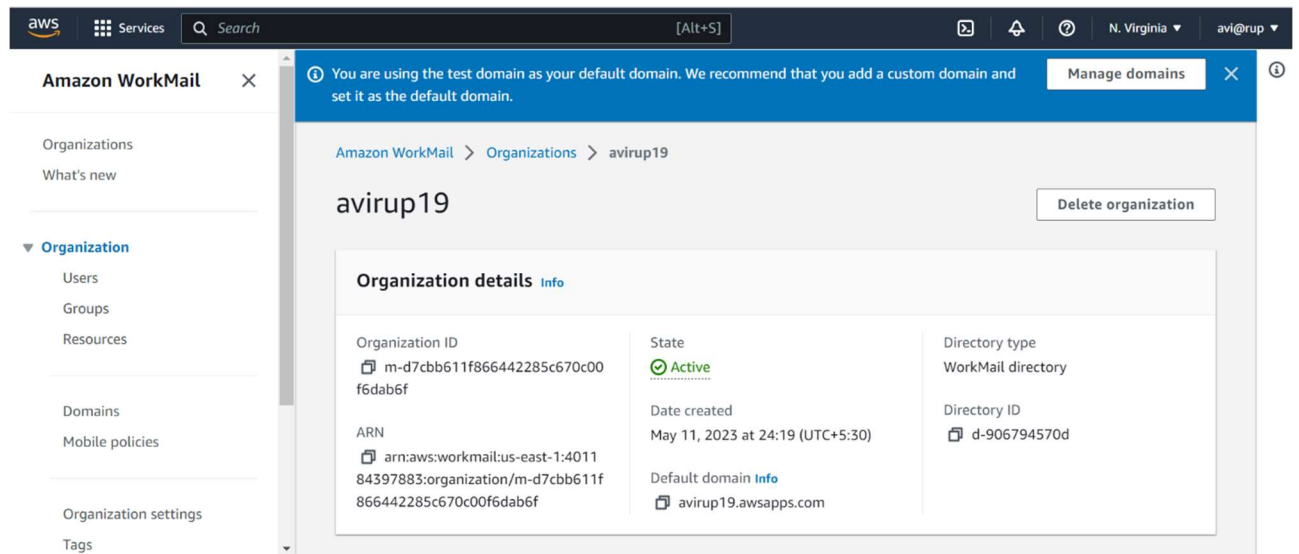 aws
Services
Search
[Alt+S]
N. Virginia ▼
avi@rup ▼
Amazon WorkMail
Organizations
What's new
Organization
Users
Groups
Resources
Domains
Mobile policies
Organization settings
Tags
You are using the test domain as your default domain. We recommend that you add a custom domain and
set it as the default domain.
Manage domains
Amazon WorkMail > Organizations > avirup19
avirup19
Delete organization
Organization details Info
Organization ID
m-d7cbb611f866442285c670c00
f6dab6f
ARN
arn:aws:workmail:us-east-1:4011
84397883:organization/m-d7cbb611f
866442285c670c00f6dab6f
State
Active
Date created
May 11, 2023 at 24:19 (UTC+5:30)
Default domain Info
avirup19.awsapps.com
Directory type
WorkMail directory
Directory ID
d-906794570d